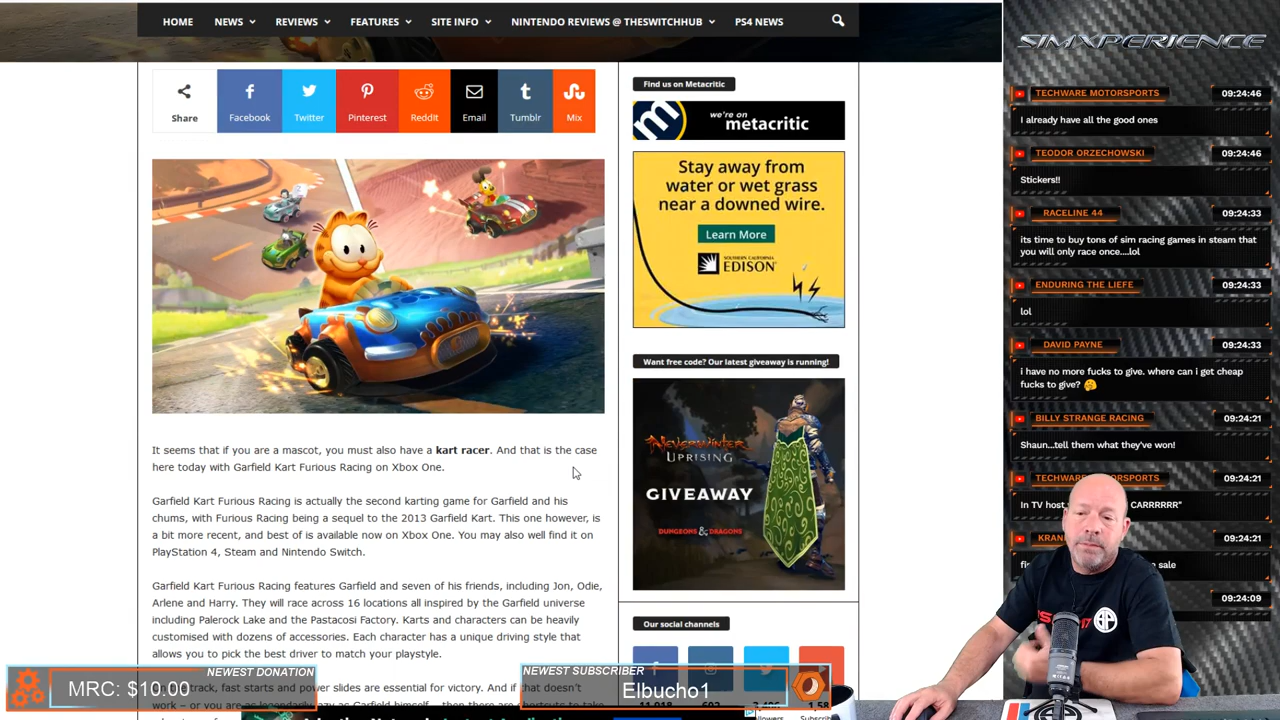 HOME
NEWS
REVIEWS
FEATURES
SITE INFO
NINTENDO REVIEWS @ THESWITCHHUB
PS4 NEWS
Share
Facebook
Twitter
Pinterest
ReddIt
Email
Tumblr
Mix
It seems that if you are a mascot, you must also have a kart racer. And that is the case
here today with Garfield Kart Furious Racing on Xbox One.
Garfield Kart Furious Racing is actually the second karting game for Garfield and his
chums, with Furious Racing being a sequel to the 2013 Garfield Kart. This one however, is
a bit more recent, and best of is available now on Xbox One. You may also well find it on
PlayStation 4, Steam and Nintendo Switch.
Garfield Kart Furious Racing features Garfield and seven of his friends, including Jon, Odie,
Arlene and Harry. They will race across 16 locations all inspired by the Garfield universe
including Palerock Lake and the Pastacosi Factory. Karts and characters can be heavily
customised with dozens of accessories. Each character has a unique driving style that
allows you to pick the best driver to match your playstyle.
track, fast starts and power slides are essential for victory. And if that doesn't
Find us on Metacritic
m
we're on
metacritic
Stay away from
water or wet grass
near a downed wire.
Learn More
SOUTHERN CALIFORNIA
EDISON
Want free code? Our latest giveaway is running!
NEVERWINTER
UPRISING
GIVEAWAY
DUNGEONS & DRAGONS
Our social channels
SIMXPERIENCE
TECHWARE MOTORSPORTS 09:24:46
I already have all the good ones
TEODOR ORZECHOWSKI 09:24:46
Stickers!!
RACELINE 44 09:24:33
its time to buy tons of sim racing games in steam that
you will only race once....lol
ENDURING THE LIEFE 09:24:33
lol
DAVID PAYNE 09:24:33
i have no more fucks to give. where can i get cheap
fucks to give? 🤔
BILLY STRANGE RACING 09:24:21
Shaun...tell them what they've won!
TECHWARE MOTORSPORTS 09:24:21
In TV host CARRRRRR"
KRAN 09:24:21
sale
09:24:09
NEWEST DONATION
MRC: $10.00
NEWEST SUBSCRIBER
Elbucho1